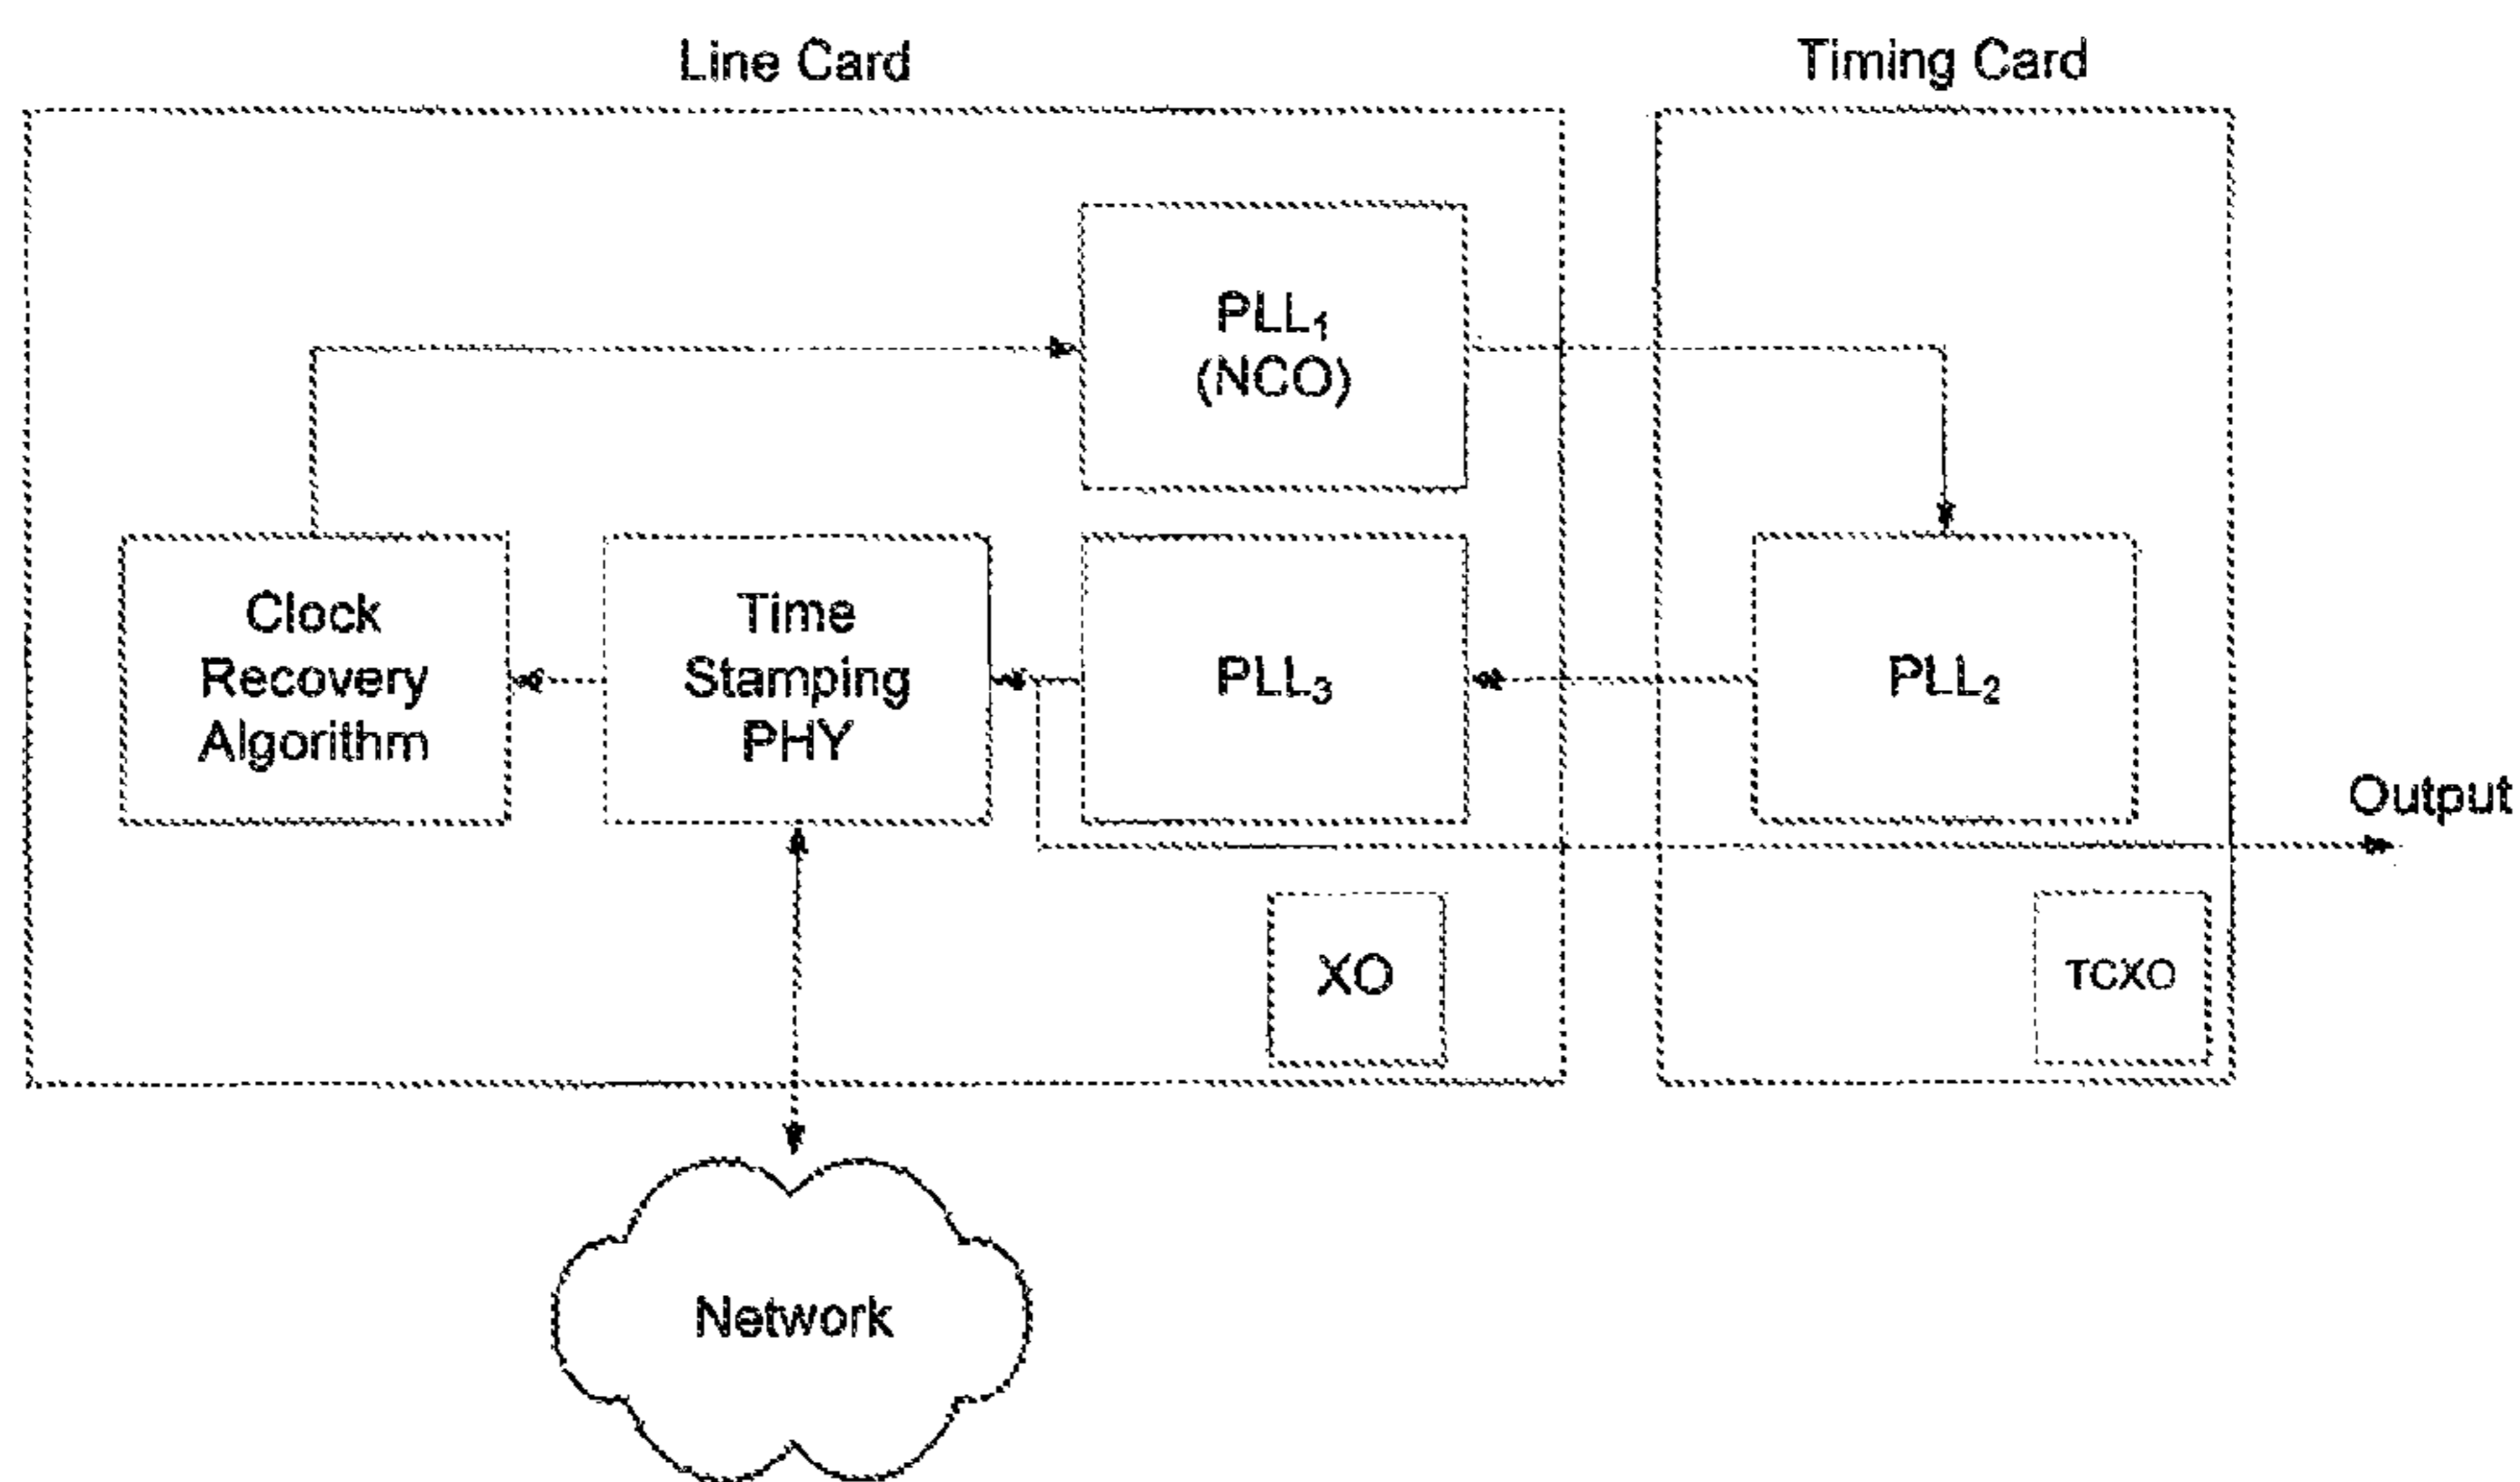 Line Card
Timing Card
PLL₁
(NCO)
Clock
Recovery
Algorithm
Time
Stamping
PHY
PLL₃
PLL₂
Output
XO
TCXO
Network